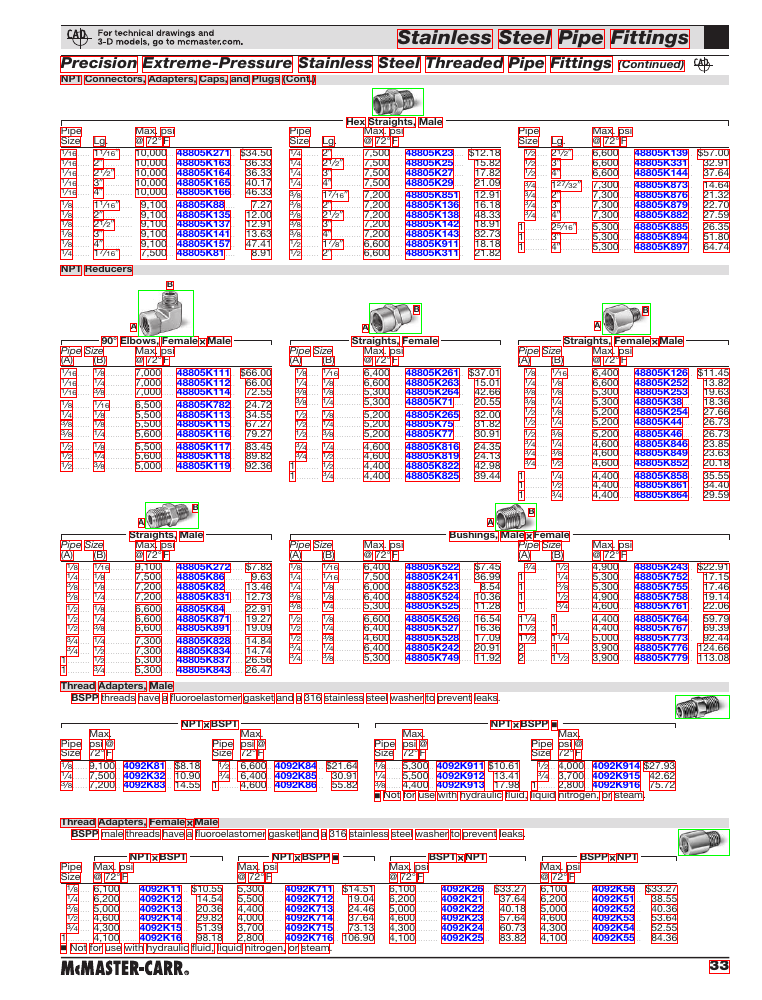 CAD For technical drawings and
3-D models, go to mcmaster.com.
Stainless Steel Pipe Fittings
Precision Extreme-Pressure Stainless Steel Threaded Pipe Fittings (Continued)
NPT Connectors, Adapters, Caps, and Plugs (Cont.)
Hex Straights, Male
Pipe Size Lg. Max. psi @ 72° F
¹⁄₁₆ 1¹⁄₁₆" 10,000 48805K271 $34.50
¹⁄₁₆ 2" 10,000 48805K163 36.33
¹⁄₁₆ 2½" 10,000 48805K164 36.33
¹⁄₁₆ 3" 10,000 48805K165 40.17
¹⁄₁₆ 4" 10,000 48805K166 46.33
⅛ 1¹⁄₁₆" 9,100 48805K88 7.27
⅛ 2" 9,100 48805K135 12.00
⅛ 2½" 9,100 48805K137 12.91
⅛ 3" 9,100 48805K141 13.63
⅛ 4" 9,100 48805K157 47.41
¼ 1⁷⁄₁₆" 7,500 48805K81 8.91
Pipe Size Lg. Max. psi @ 72° F
¼ 2" 7,500 48805K23 $12.18
¼ 2½" 7,500 48805K25 15.82
¼ 3" 7,500 48805K27 17.82
¼ 4" 7,500 48805K29 21.09
⅜ 1⁷⁄₁₆" 7,200 48805K851 12.91
⅜ 2" 7,200 48805K136 16.18
⅜ 2½" 7,200 48805K138 48.33
⅜ 3" 7,200 48805K142 18.91
⅜ 4" 7,200 48805K143 32.73
½ 1⅞" 6,600 48805K911 18.18
½ 2" 6,600 48805K311 21.82
Pipe Size Lg. Max. psi @ 72° F
½ 2½" 6,600 48805K139 $57.00
½ 3" 6,600 48805K331 32.91
½ 4" 6,600 48805K144 37.64
¾ 1²⁷⁄₃₂" 7,300 48805K873 14.64
¾ 2" 7,300 48805K876 21.32
¾ 3" 7,300 48805K879 22.70
¾ 4" 7,300 48805K882 27.59
1 2⁵⁄₁₆" 5,300 48805K885 26.35
1 3" 5,300 48805K894 51.80
1 4" 5,300 48805K897 64.74
NPT Reducers
B
A
90° Elbows, Female x Male
Pipe Size (A) (B) Max. psi @ 72° F
¹⁄₁₆ ⅛ 7,000 48805K111 $66.00
¹⁄₁₆ ¼ 7,000 48805K112 66.00
¹⁄₁₆ ¼ 7,000 48805K114 72.55
⅛ ¹⁄₁₆ 6,500 48805K782 24.72
¼ ⅛ 5,500 48805K113 34.55
¼ ⅜ 5,500 48805K115 67.27
¼ ½ 5,600 48805K116 79.27
½ ⅛ 5,600 48805K117 83.45
½ ¼ 5,600 48805K118 89.82
½ ⅜ 5,000 48805K119 92.36
A B
Straights, Female
Pipe Size (A) (B) Max. psi @ 72° F
⅛ ¹⁄₁₆ 6,400 48805K261 $37.01
¼ ¹⁄₁₆ 6,600 48805K263 15.01
⅜ ⅛ 5,300 48805K264 42.66
⅜ ¼ 5,300 48805K71 20.55
½ ⅛ 5,200 48805K265 32.00
½ ¼ 5,200 48805K75 31.82
½ ⅜ 5,200 48805K77 30.91
¾ ¼ 4,600 48805K816 24.35
¾ ½ 4,600 48805K819 24.13
1 ½ 4,400 48805K822 42.98
1 ¾ 4,400 48805K825 39.44
A B
Straights, Female x Male
Pipe Size (A) (B) Max. psi @ 72° F
⅛ ¹⁄₁₆ 6,400 48805K126 $11.45
¼ ⅛ 6,600 48805K252 13.82
⅜ ⅛ 5,300 48805K253 19.63
⅜ ¼ 5,300 48805K38 18.36
½ ⅛ 5,200 48805K254 27.66
½ ¼ 5,200 48805K44 26.73
½ ⅜ 5,200 48805K46 26.73
¾ ¼ 4,600 48805K846 23.85
¾ ⅜ 4,600 48805K849 23.63
¾ ½ 4,600 48805K852 20.18
1 ¼ 4,400 48805K858 35.55
1 ½ 4,400 48805K861 34.40
1 ¾ 4,400 48805K864 29.59
A B
Straights, Male
Pipe Size (A) (B) Max. psi @ 72° F
⅛ ¹⁄₁₆ 9,100 48805K272 $7.82
¼ ⅛ 7,500 48805K86 9.63
⅜ ⅛ 7,200 48805K82 13.46
⅜ ¼ 7,200 48805K831 12.73
½ ⅛ 6,600 48805K84 22.91
½ ¼ 6,600 48805K871 19.27
½ ⅜ 6,600 48805K891 19.09
¾ ¼ 7,300 48805K828 14.84
¾ ½ 7,300 48805K834 14.74
1 ½ 5,300 48805K837 26.56
1 ¾ 5,300 48805K843 26.47
A B
Bushings, Male x Female
Pipe Size (A) (B) Max. psi @ 72° F
⅛ ¹⁄₁₆ 6,400 48805K522 $7.45
¼ ¹⁄₁₆ 7,500 48805K241 36.99
¼ ⅛ 6,000 48805K523 8.54
⅜ ⅛ 6,400 48805K524 10.36
⅜ ¼ 5,300 48805K525 11.28
½ ⅛ 6,600 48805K526 16.54
½ ¼ 6,400 48805K527 16.36
½ ⅜ 4,600 48805K528 17.09
¾ ¼ 6,400 48805K242 20.91
¾ ⅜ 5,300 48805K749 11.92
Pipe Size (A) (B) Max. psi @ 72° F
¾ ½ 4,900 48805K243 $22.91
1 ¼ 5,300 48805K752 17.15
1 ⅜ 5,300 48805K755 17.46
1 ½ 4,900 48805K758 19.14
1 ¾ 4,600 48805K761 22.06
1¼ 1 4,400 48805K764 59.79
1½ 1 4,400 48805K767 69.39
1½ 1¼ 5,000 48805K773 92.44
2 1 3,900 48805K776 124.66
2 1½ 3,900 48805K779 113.08
Thread Adapters, Male
BSPP threads have a fluoroelastomer gasket and a 316 stainless steel washer to prevent leaks.
NPT x BSPT
Pipe Size Max. psi @ 72° F
⅛ 9,100 4092K81 $8.18
¼ 7,500 4092K32 10.90
⅜ 7,200 4092K83 14.55
Pipe Size Max. psi @ 72° F
½ 6,600 4092K84 $21.64
¾ 6,400 4092K85 30.91
1 4,600 4092K86 55.82
NPT x BSPP ■
Pipe Size Max. psi @ 72° F
⅛ 5,300 4092K911 $10.61
¼ 5,500 4092K912 13.41
⅜ 4,400 4092K913 17.98
Pipe Size Max. psi @ 72° F
½ 4,000 4092K914 $27.93
¾ 3,700 4092K915 42.62
1 2,800 4092K916 75.72
■ Not for use with hydraulic fluid, liquid nitrogen, or steam.
Thread Adapters, Female x Male
BSPP male threads have a fluoroelastomer gasket and a 316 stainless steel washer to prevent leaks.
NPT x BSPT NPT x BSPP ■ BSPT x NPT BSPP x NPT
Pipe Size Max. psi @ 72° F Max. psi @ 72° F Max. psi @ 72° F Max. psi @ 72° F
⅛ 6,100 4092K11 $10.55 5,300 4092K711 $14.51 6,100 4092K26 $33.27 6,100 4092K56 $33.27
¼ 6,200 4092K12 14.54 5,500 4092K712 19.04 6,200 4092K21 37.64 6,200 4092K51 38.55
⅜ 5,000 4092K13 20.36 4,400 4092K713 24.46 5,000 4092K22 40.18 5,000 4092K52 40.36
½ 4,600 4092K14 29.82 4,000 4092K714 37.64 4,600 4092K23 57.64 4,600 4092K53 53.64
¾ 4,300 4092K15 51.39 3,700 4092K715 73.13 4,300 4092K24 60.73 4,300 4092K54 52.55
1 4,100 4092K16 98.18 2,800 4092K716 106.90 4,100 4092K25 83.82 4,100 4092K55 84.36
■ Not for use with hydraulic fluid, liquid nitrogen, or steam.
McMASTER-CARR®
33